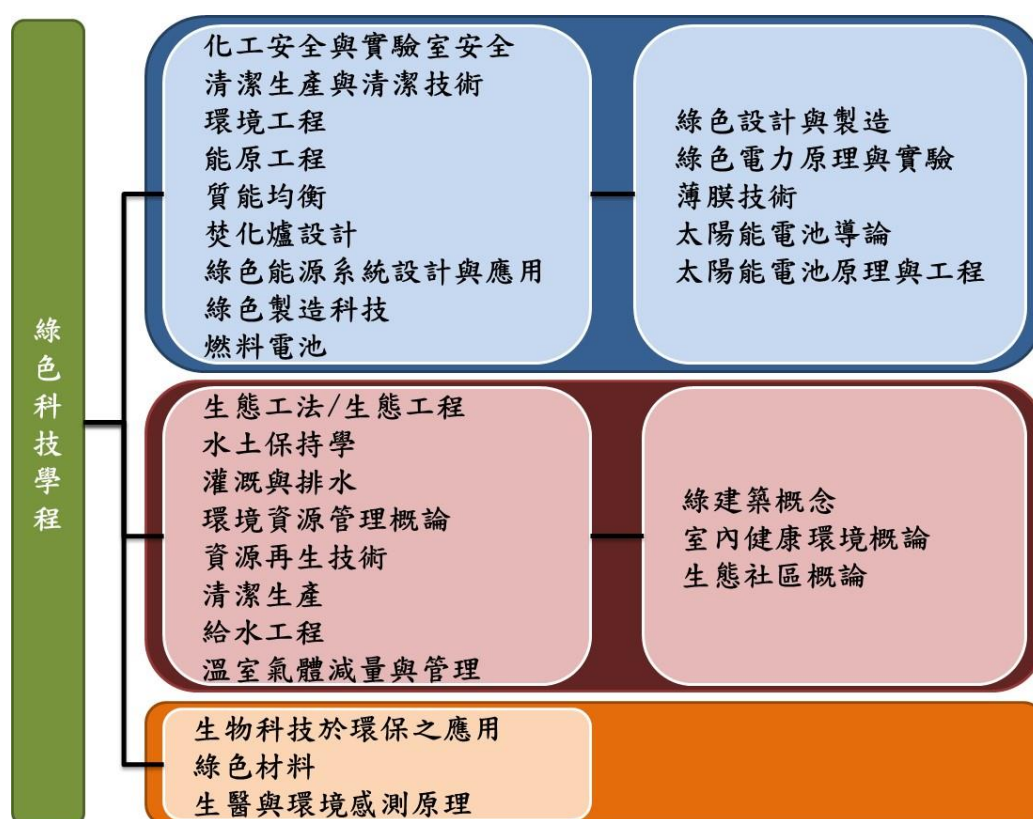 綠色科技學程
化工安全與實驗室安全
清潔生產與清潔技術
環境工程
能原工程
質能均衡
焚化爐設計
綠色能源系統設計與應用
綠色製造科技
燃料電池
綠色設計與製造
綠色電力原理與實驗
薄膜技術
太陽能電池導論
太陽能電池原理與工程
生態工法/生態工程
水土保持學
灌溉與排水
環境資源管理概論
資源再生技術
清潔生產
給水工程
溫室氣體減量與管理
綠建築概念
室內健康環境概論
生態社區概論
生物科技於環保之應用
綠色材料
生醫與環境感測原理